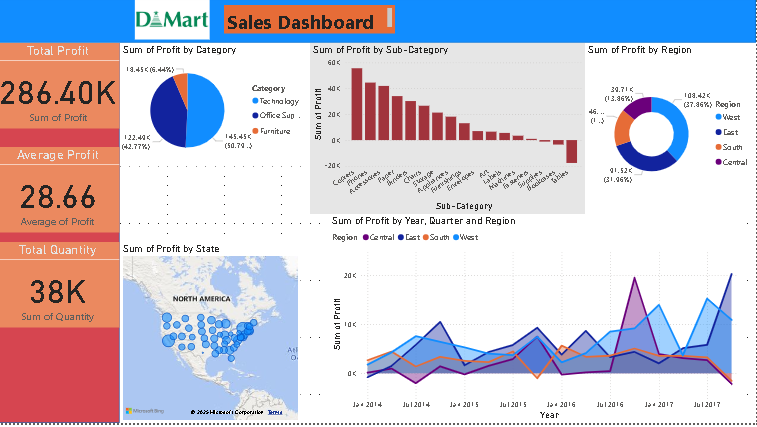 D Mart
Sales Dashboard
Total Profit
286.40K
Sum of Profit
Average Profit
28.66
Average of Profit
Total Quantity
38K
Sum of Quantity
Sum of Profit by Category
18.45K (6.44%)
122.49K
(42.77%)
145.45K
(50.79...)
Category
Technology
Office Sup...
Furniture
Sum of Profit by Sub-Category
Sum of Profit
60K
40K
20K
0K
-20K
Copiers
Phones
Accessories
Paper
Binders
Chairs
Storage
Appliances
Furnishings
Envelopes
Art
Labels
Machines
Fasteners
Supplies
Bookcases
Tables
Sub-Category
Sum of Profit by Region
39.71K
(13.86%)
46....
(1...)
108.42K
(37.86%)
91.52K
(31.96%)
Region
West
East
South
Central
Sum of Profit by State
NORTH AMERICA
Microsoft Bing
© 2025 Microsoft Corporation Terms
Sum of Profit by Year, Quarter and Region
Region Central East South West
Sum of Profit
20K
10K
0K
Jan 2014 Jul 2014 Jan 2015 Jul 2015 Jan 2016 Jul 2016 Jan 2017 Jul 2017
Year